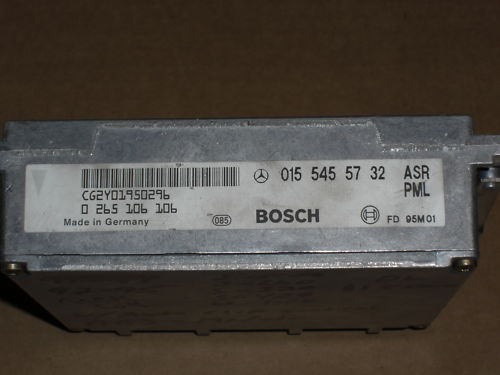 015 545 57 32 ASR
PML
CG2Y01950296
0 265 106 106
Made in Germany
085
BOSCH
FD 95M01